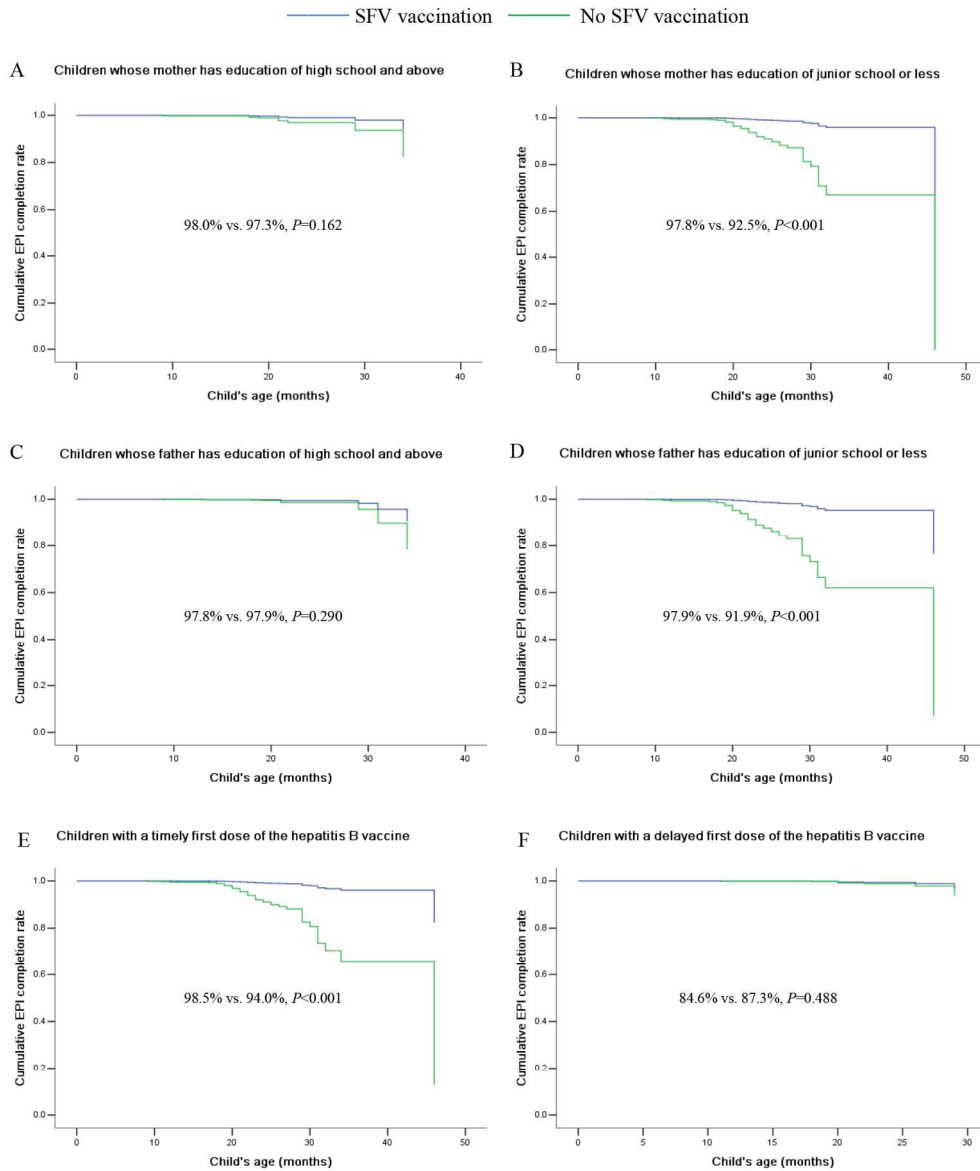 SFV vaccination No SFV vaccination
A Children whose mother has education of high school and above
Cumulative EPI completion rate
1.0
0.8
0.6
0.4
0.2
0.0
98.0% vs. 97.3%, P=0.162
0 10 20 30 40
Child's age (months)
B Children whose mother has education of junior school or less
Cumulative EPI completion rate
1.0
0.8
0.6
0.4
0.2
0.0
97.8% vs. 92.5%, P<0.001
0 10 20 30 40 50
Child's age (months)
C Children whose father has education of high school and above
Cumulative EPI completion rate
1.0
0.8
0.6
0.4
0.2
0.0
97.8% vs. 97.9%, P=0.290
0 10 20 30 40
Child's age (months)
D Children whose father has education of junior school or less
Cumulative EPI completion rate
1.0
0.8
0.6
0.4
0.2
0.0
97.9% vs. 91.9%, P<0.001
0 10 20 30 40 50
Child's age (months)
E Children with a timely first dose of the hepatitis B vaccine
Cumulative EPI completion rate
1.0
0.8
0.6
0.4
0.2
0.0
98.5% vs. 94.0%, P<0.001
0 10 20 30 40 50
Child's age (months)
F Children with a delayed first dose of the hepatitis B vaccine
Cumulative EPI completion rate
1.0
0.8
0.6
0.4
0.2
0.0
84.6% vs. 87.3%, P=0.488
0 5 10 15 20 25 30
Child's age (months)